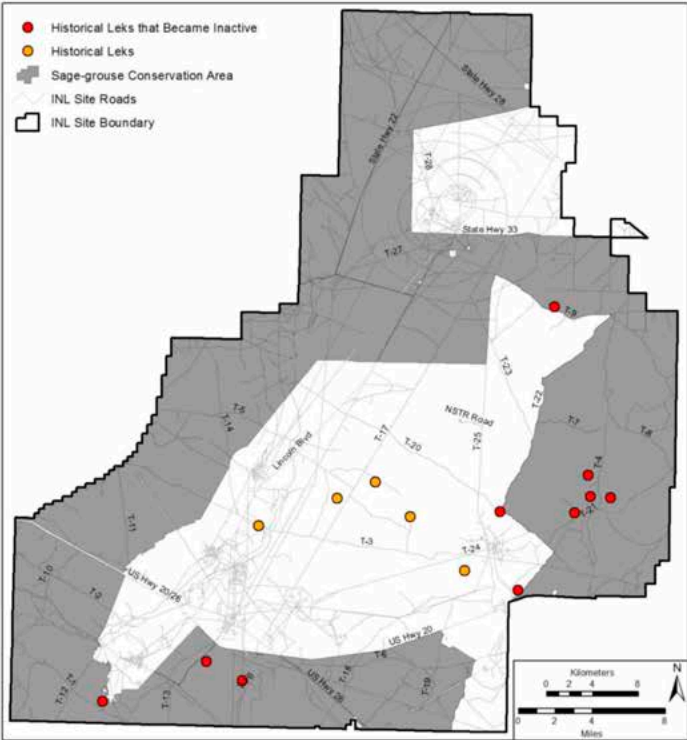 Historical Leks that Became Inactive
Historical Leks
Sage-grouse Conservation Area
INL Site Roads
INL Site Boundary
State Hwy 28
State Hwy 22
T-28
State Hwy 33
T-27
T-9
T-23
T-22
T-14
NSTR Road
T-17
T-20
T-25
T-7
T-8
Lincoln Blvd
T-4
T-11
T-21
T-3
T-24
T-10
US Hwy 20/26
US Hwy 20
T-6
T-12
T-13
US Hwy 26
T-18
T-19
N
Kilometers
0 2 4 8
0 2 4 8
Miles